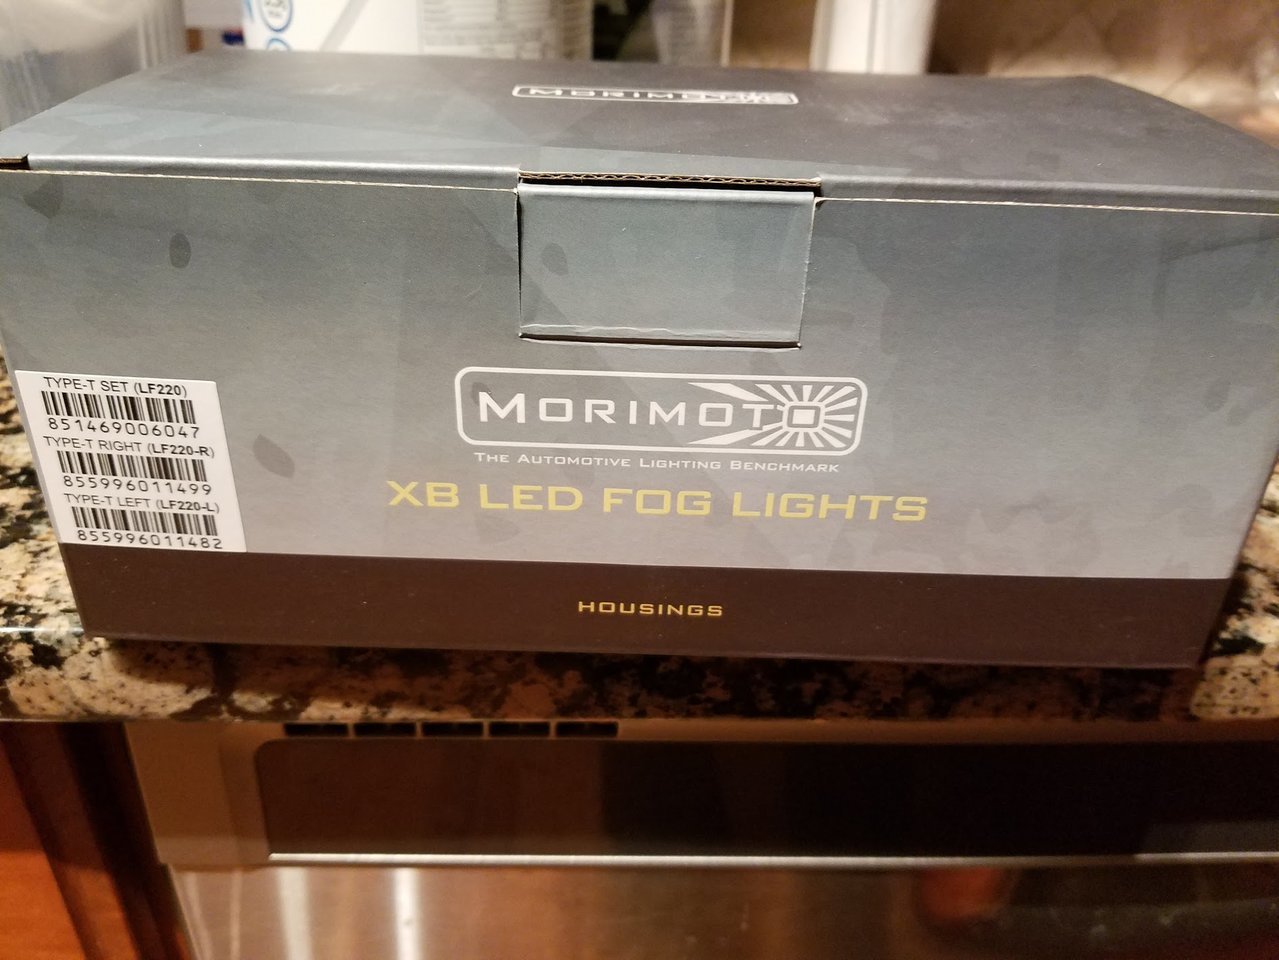 MORIMOTO
TYPE-T SET (LF220)
851469006047
TYPE-T RIGHT (LF220-R)
855996011499
TYPE-T LEFT (LF220-L)
855996011482
MORIMOTO
THE AUTOMOTIVE LIGHTING BENCHMARK
XB LED FOG LIGHTS
HOUSINGS